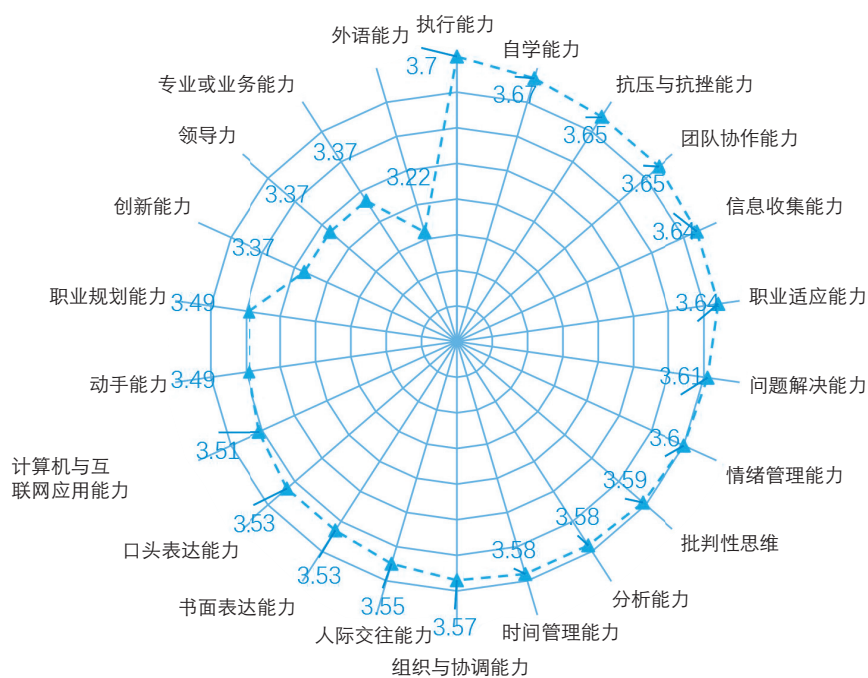 执行能力
3.7
自学能力
3.67
抗压与抗挫能力
3.65
团队协作能力
3.65
信息收集能力
3.64
职业适应能力
3.64
问题解决能力
3.61
情绪管理能力
3.6
批判性思维
3.59
分析能力
3.58
时间管理能力
3.58
组织与协调能力
3.57
人际交往能力
3.55
书面表达能力
3.53
口头表达能力
3.53
计算机与互
联网应用能力
3.51
动手能力
3.49
职业规划能力
3.49
创新能力
3.37
领导力
3.37
专业或业务能力
3.37
外语能力
3.22